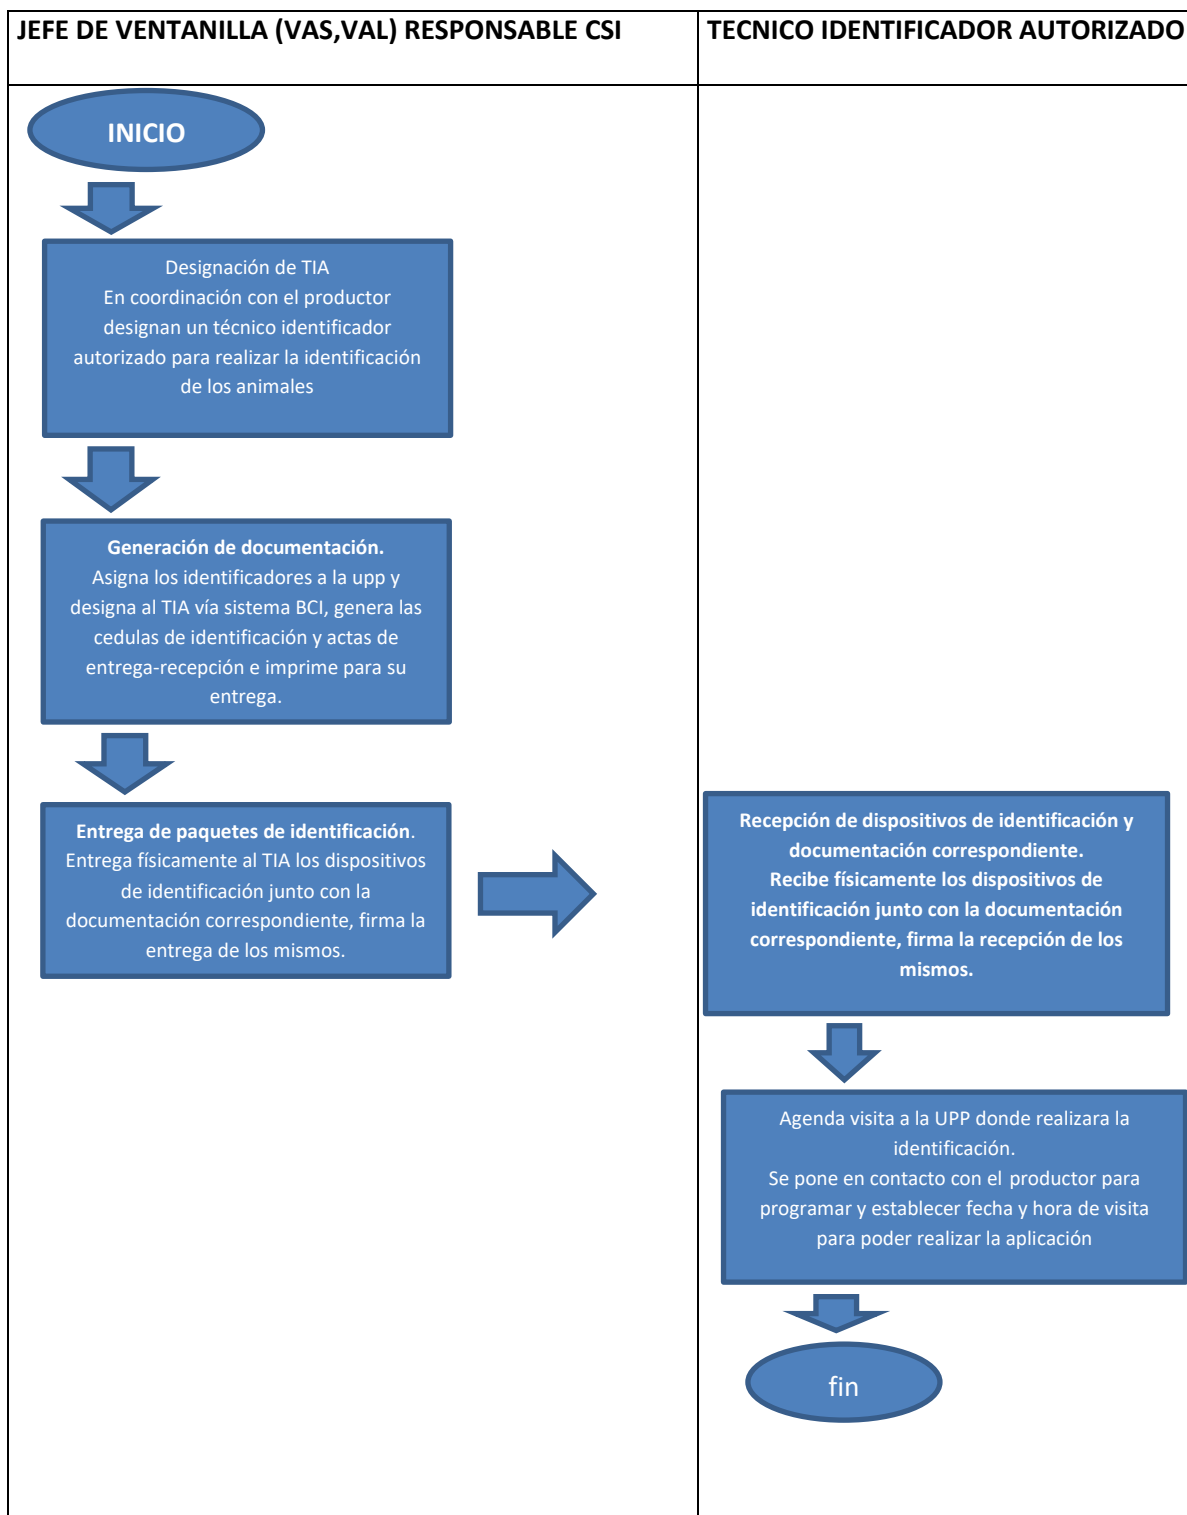 JEFE DE VENTANILLA (VAS,VAL) RESPONSABLE CSI
TECNICO IDENTIFICADOR AUTORIZADO
INICIO
Designación de TIA
En coordinación con el productor
designan un técnico identificador
autorizado para realizar la identificación
de los animales
Generación de documentación.
Asigna los identificadores a la upp y
designa al TIA vía sistema BCI, genera las
cedulas de identificación y actas de
entrega-recepción e imprime para su
entrega.
Entrega de paquetes de identificación.
Entrega físicamente al TIA los dispositivos
de identificación junto con la
documentación correspondiente, firma la
entrega de los mismos.
Recepción de dispositivos de identificación y
documentación correspondiente.
Recibe físicamente los dispositivos de
identificación junto con la documentación
correspondiente, firma la recepción de los
mismos.
Agenda visita a la UPP donde realizara la
identificación.
Se pone en contacto con el productor para
programar y establecer fecha y hora de visita
para poder realizar la aplicación
fin